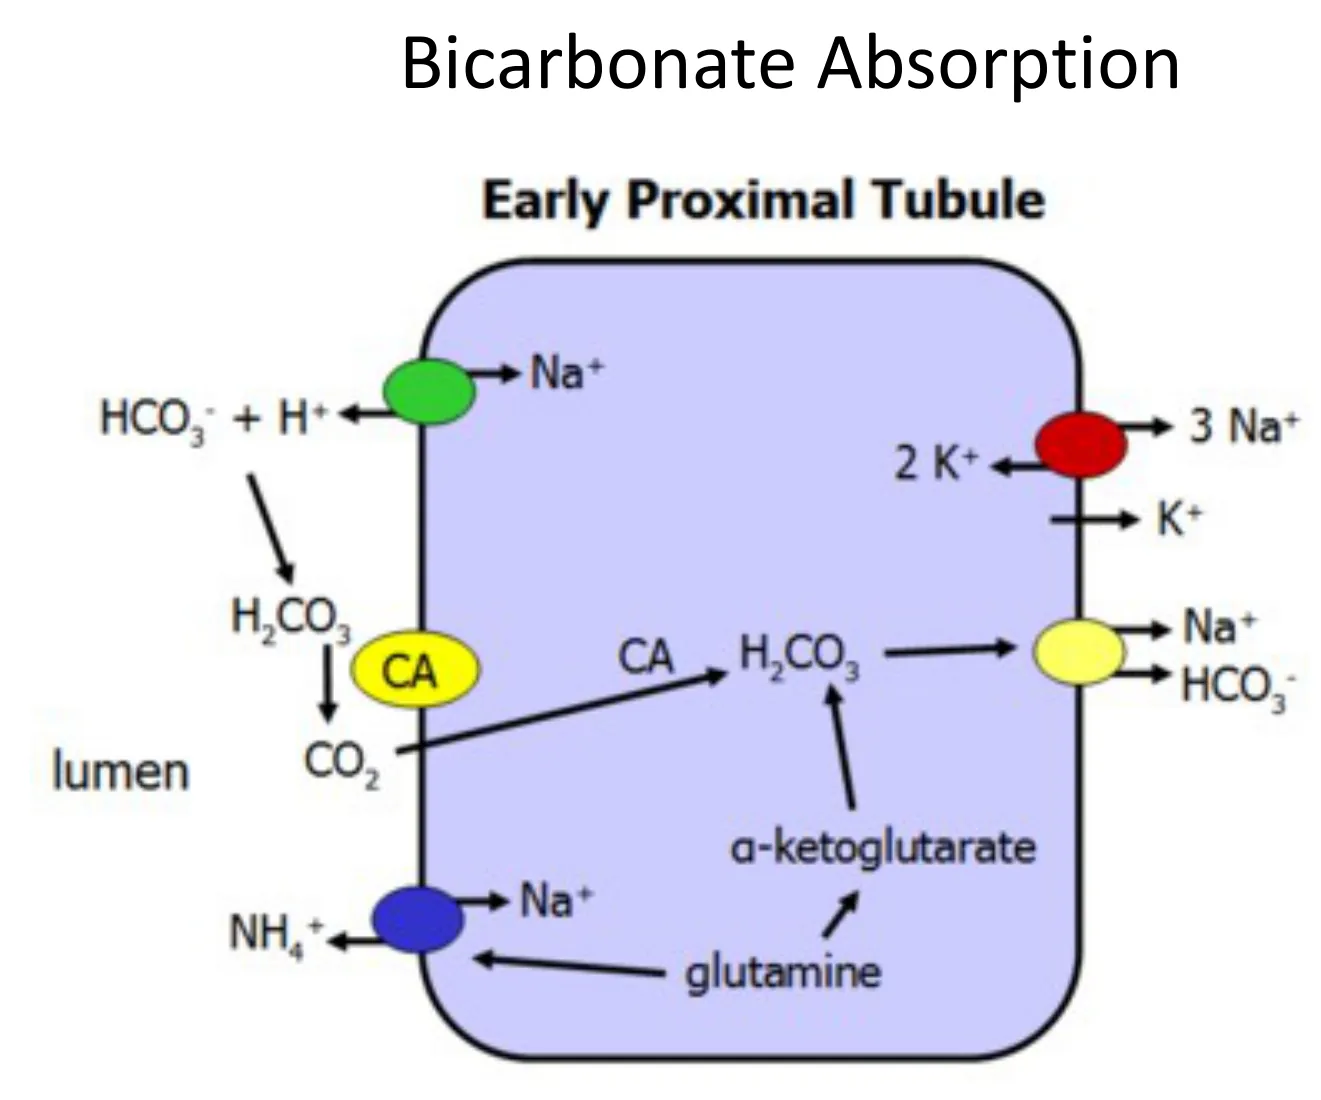 Bicarbonate Absorption
Early Proximal Tubule
Na⁺
HCO₃⁻ + H⁺
3 Na⁺
2 K⁺
K⁺
H₂CO₃
CA
CA
H₂CO₃
Na⁺
HCO₃⁻
CO₂
lumen
α-ketoglutarate
Na⁺
NH₄⁺
glutamine